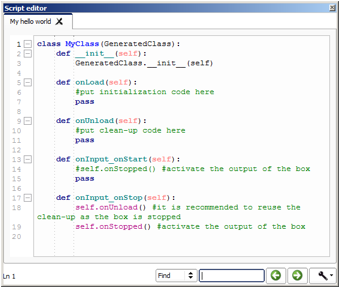 Script editor
My hello world
1 class MyClass(GeneratedClass):
2 def __init__(self):
3 GeneratedClass.__init__(self)
4
5 def onLoad(self):
6 #put initialization code here
7 pass
8
9 def onUnload(self):
10 #put clean-up code here
11 pass
12
13 def onInput_onStart(self):
14 #self.onStopped() #activate the output of the box
15 pass
16
17 def onInput_onStop(self):
18 self.onUnload() #it is recommended to reuse the
clean-up as the box is stopped
19 self.onStopped() #activate the output of the box
20
Ln 1 Find